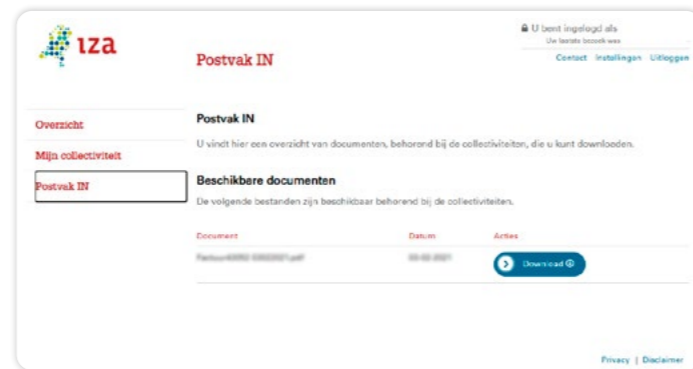 iza
U bent ingelogd als
Uw laatste bezoek was
Postvak IN
Contact Instellingen Uitloggen
Overzicht
Mijn collectiviteit
Postvak IN
Postvak IN
U vindt hier een overzicht van documenten, behorend bij de collectiviteiten, die u kunt downloaden.
Beschikbare documenten
De volgende bestanden zijn beschikbaar behorend bij de collectiviteiten.
Document Datum Acties
Download
Privacy | Disclaimer